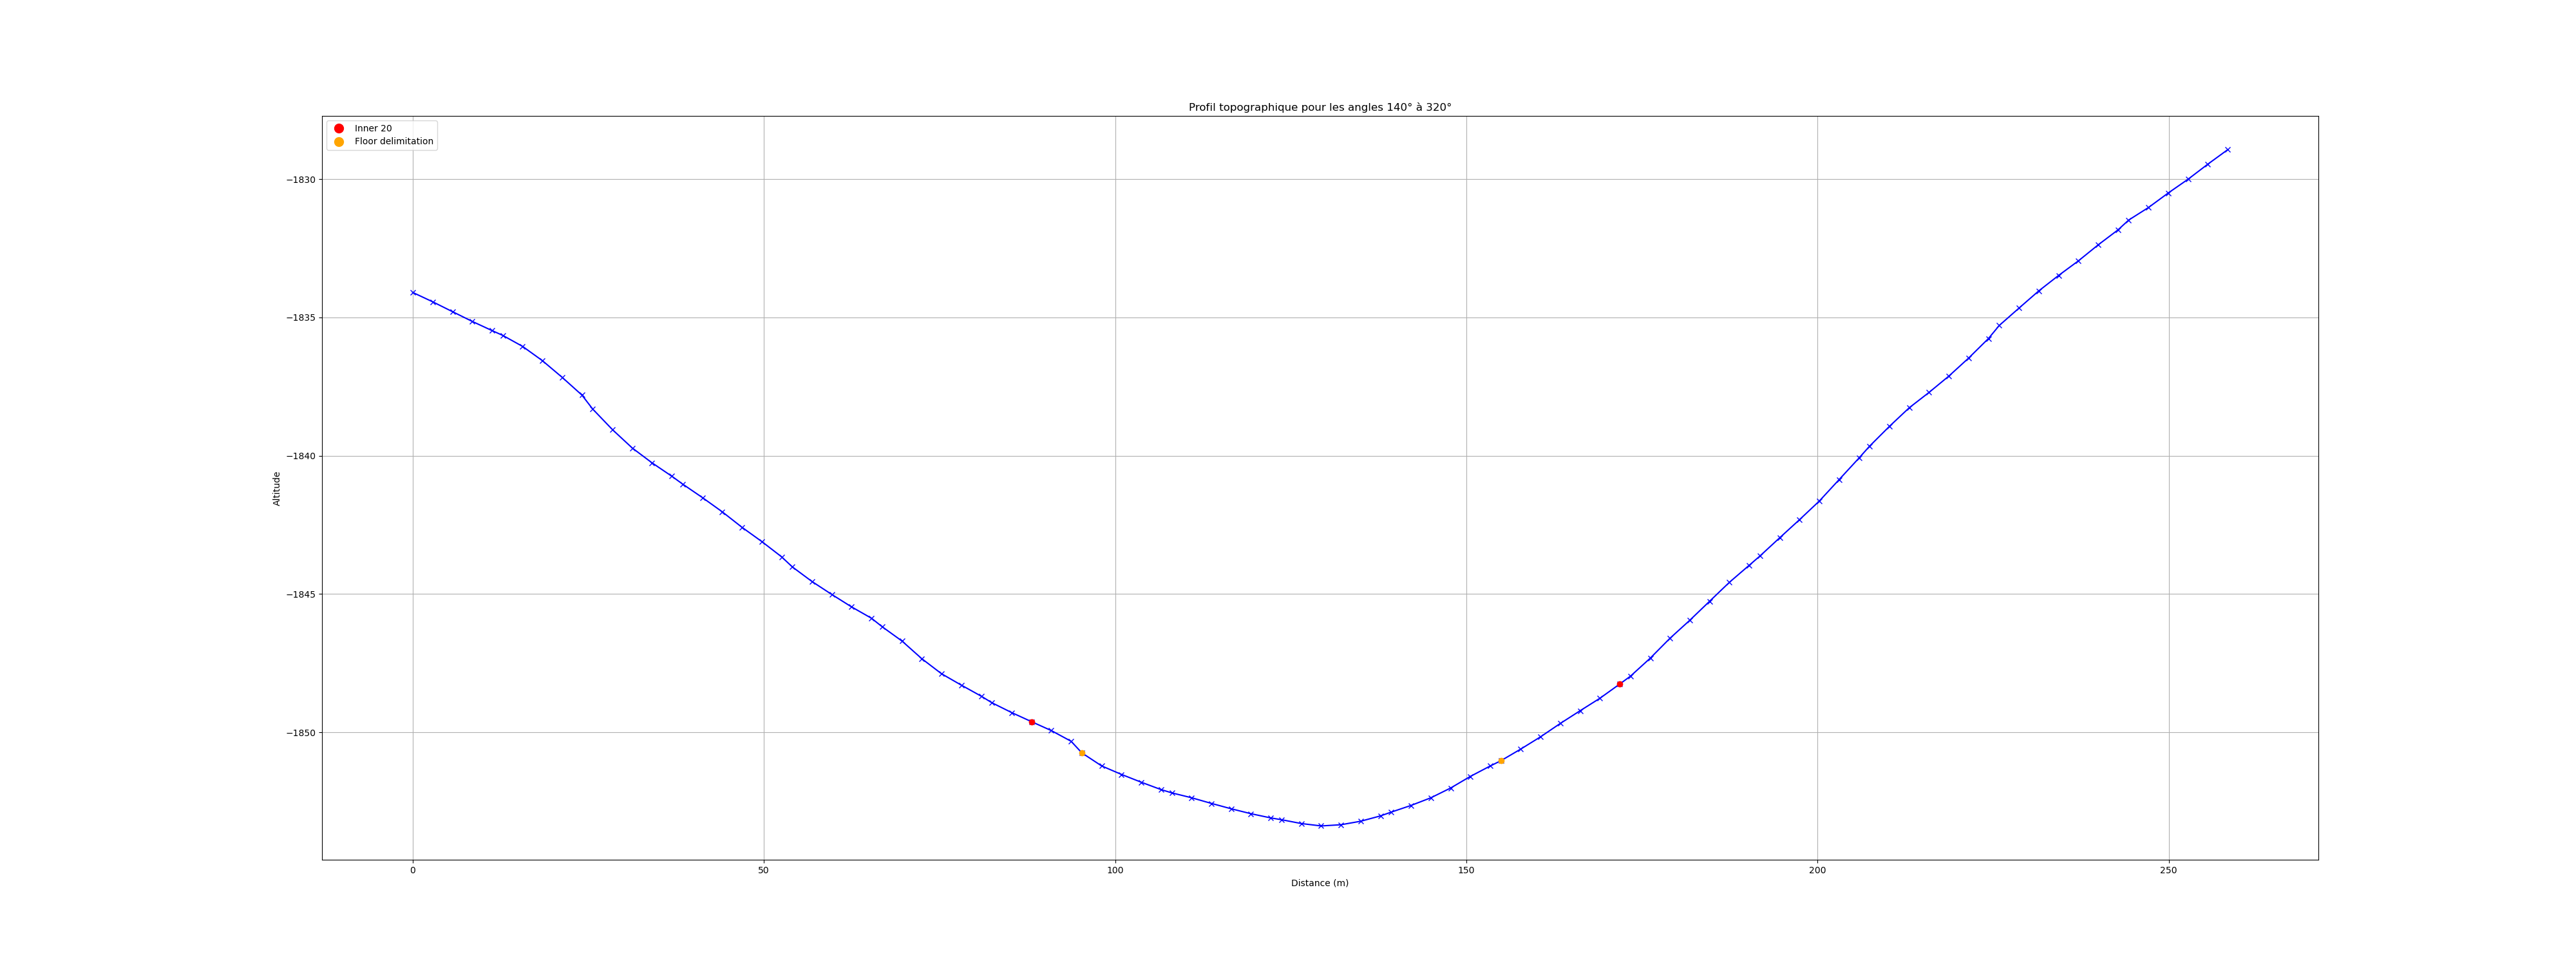 Profil topographique pour les angles 140° à 320°
Inner 20
Floor delimitation
−1830
−1835
−1840
−1845
−1850
Altitude
0
50
100
150
200
250
Distance (m)